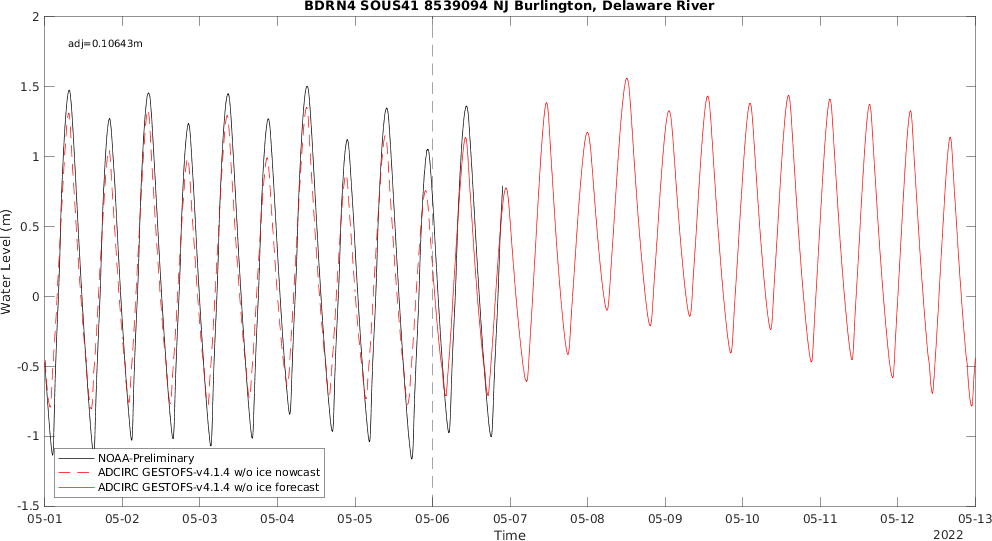 BDRN4 SOUS41 8539094 NJ Burlington, Delaware River
adj=0.10643m
2
1.5
1
0.5
0
-0.5
-1
-1.5
Water Level (m)
NOAA-Preliminary
ADCIRC GESTOFS-v4.1.4 w/o ice nowcast
ADCIRC GESTOFS-v4.1.4 w/o ice forecast
05-01 05-02 05-03 05-04 05-05 05-06 05-07 05-08 05-09 05-10 05-11 05-12 05-13
Time
2022